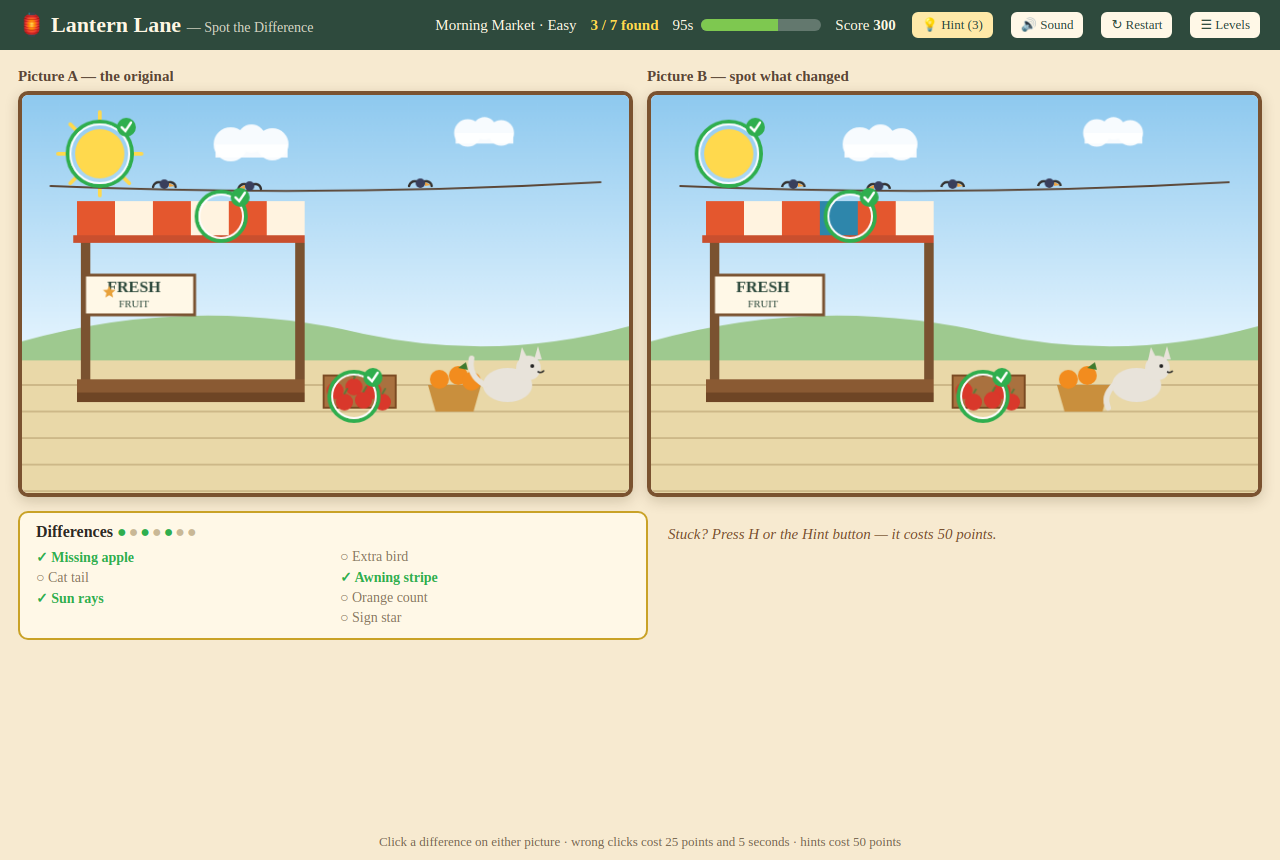 Lantern Lane — Spot the Difference
Morning Market · Easy 3 / 7 found 95s Score 300 💡 Hint (3) 🔊 Sound ↻ Restart ☰ Levels
Picture A — the original
Picture B — spot what changed
FRESH
FRUIT
FRESH
FRUIT
Differences
✓ Missing apple
○ Cat tail
✓ Sun rays
○ Extra bird
✓ Awning stripe
○ Orange count
○ Sign star
Stuck? Press H or the Hint button — it costs 50 points.
Click a difference on either picture · wrong clicks cost 25 points and 5 seconds · hints cost 50 points